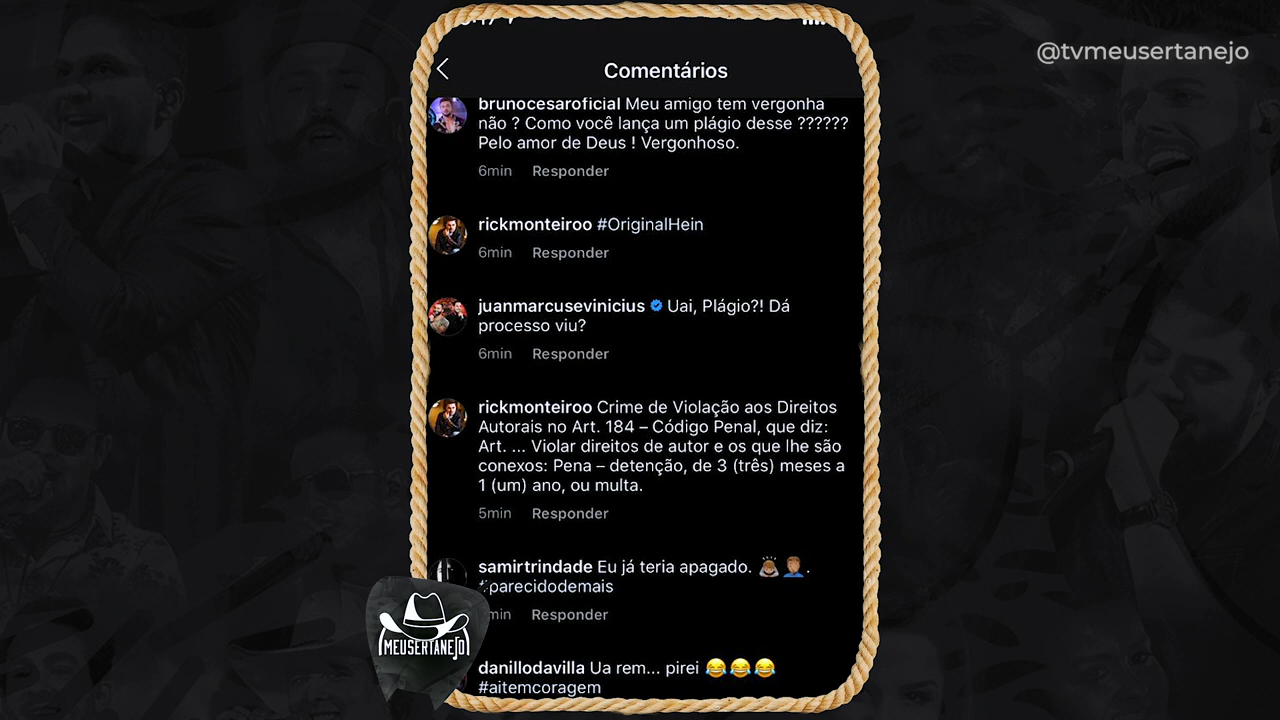 @tvmeusertanejo
Comentários
brunocesaroficial Meu amigo tem vergonha
não ? Como você lança um plágio desse ??????
Pelo amor de Deus ! Vergonhoso.
6min Responder
rickmonteiroo #OriginalHein
6min Responder
juanmarcusevinicius Uai, Plágio?! Dá
processo viu?
6min Responder
rickmonteiroo Crime de Violação aos Direitos
Autorais no Art. 184 – Código Penal, que diz:
Art. ... Violar direitos de autor e os que lhe são
conexos: Pena – detenção, de 3 (três) meses a
1 (um) ano, ou multa.
5min Responder
samirtrindade Eu já teria apagado. 🙇🏾🤦🏽‍♂️.
#parecidodemais
min Responder
MEUSERTANEJO
danillodavilla Ua rem... pirei 😂😂😂
#aitemcoragem